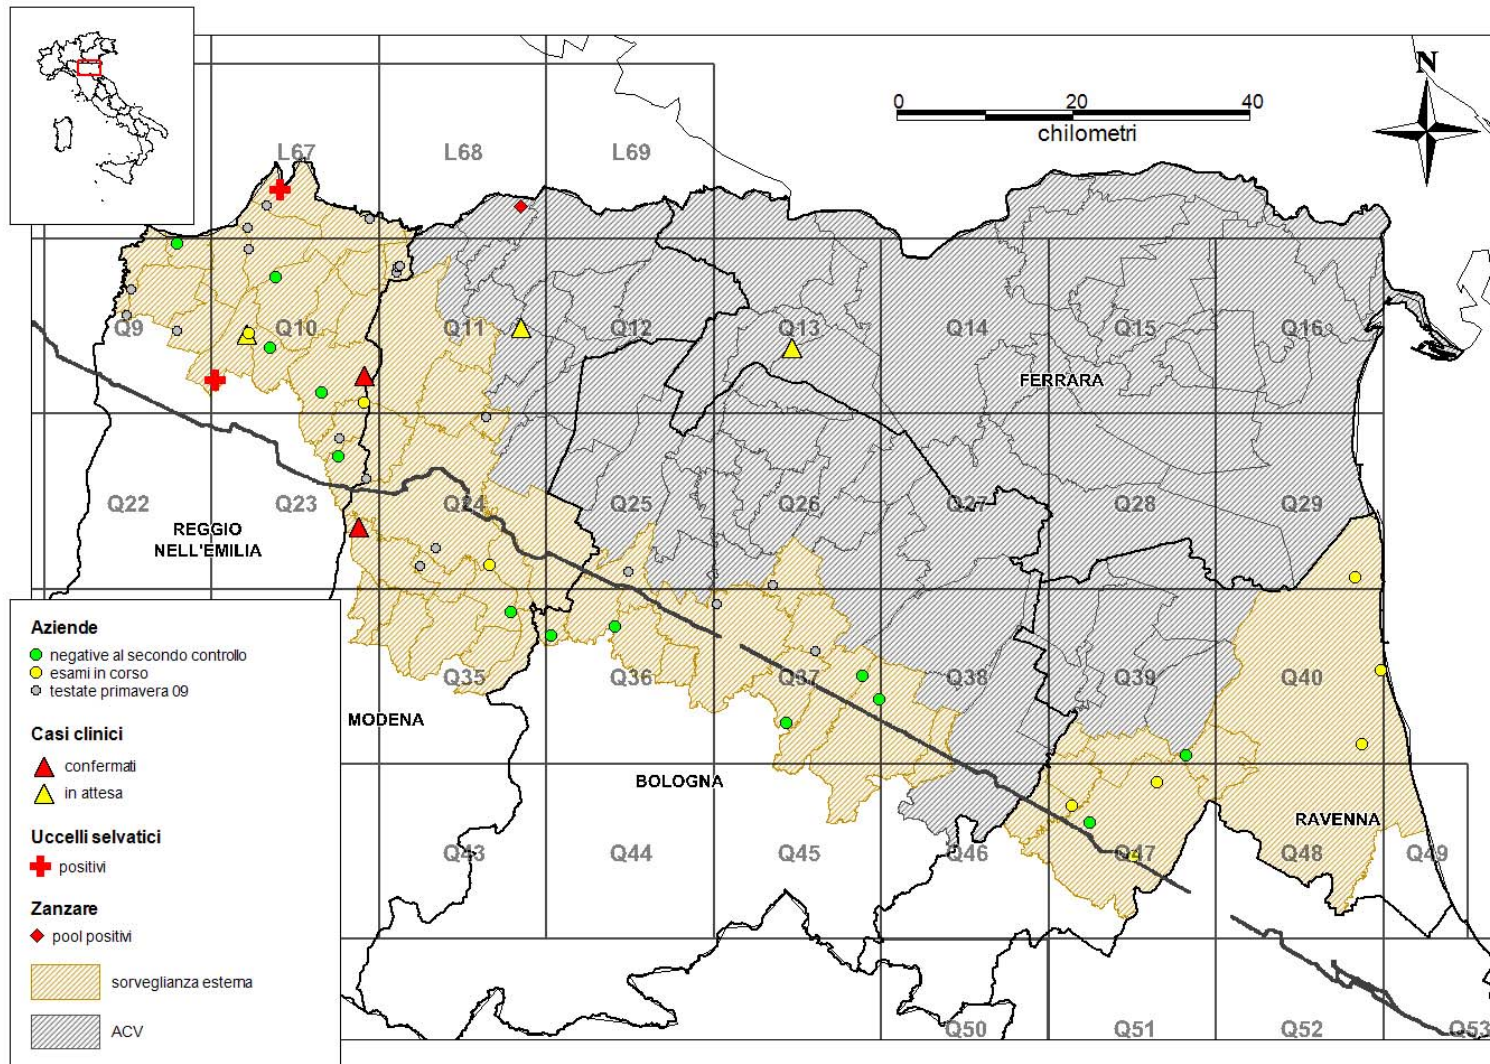 N
0 20 40
chilometri
L67 L68 L69
Q9 Q10 Q11 Q12 Q13 Q14 Q15 Q16
FERRARA
Q22 Q23 Q24 Q25 Q26 Q27 Q28 Q29
REGGIO
NELL'EMILIA
Q35 Q36 Q37 Q38 Q39 Q40
MODENA
BOLOGNA
RAVENNA
Q43 Q44 Q45 Q46 Q47 Q48 Q49
Q50 Q51 Q52 Q53
Aziende
negative al secondo controllo
esami in corso
testate primavera 09
Casi clinici
confermati
in attesa
Uccelli selvatici
positivi
Zanzare
pool positivi
sorveglianza esterna
ACV